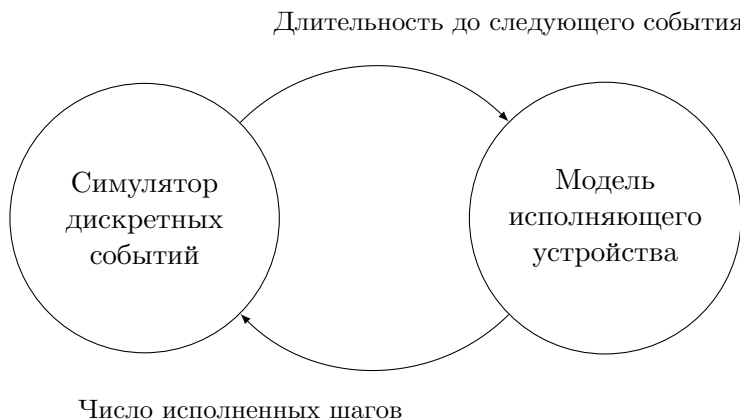 Длительность до следующего события
Симулятор
дискретных
событий
Модель
исполняющего
устройства
Число исполненных шагов